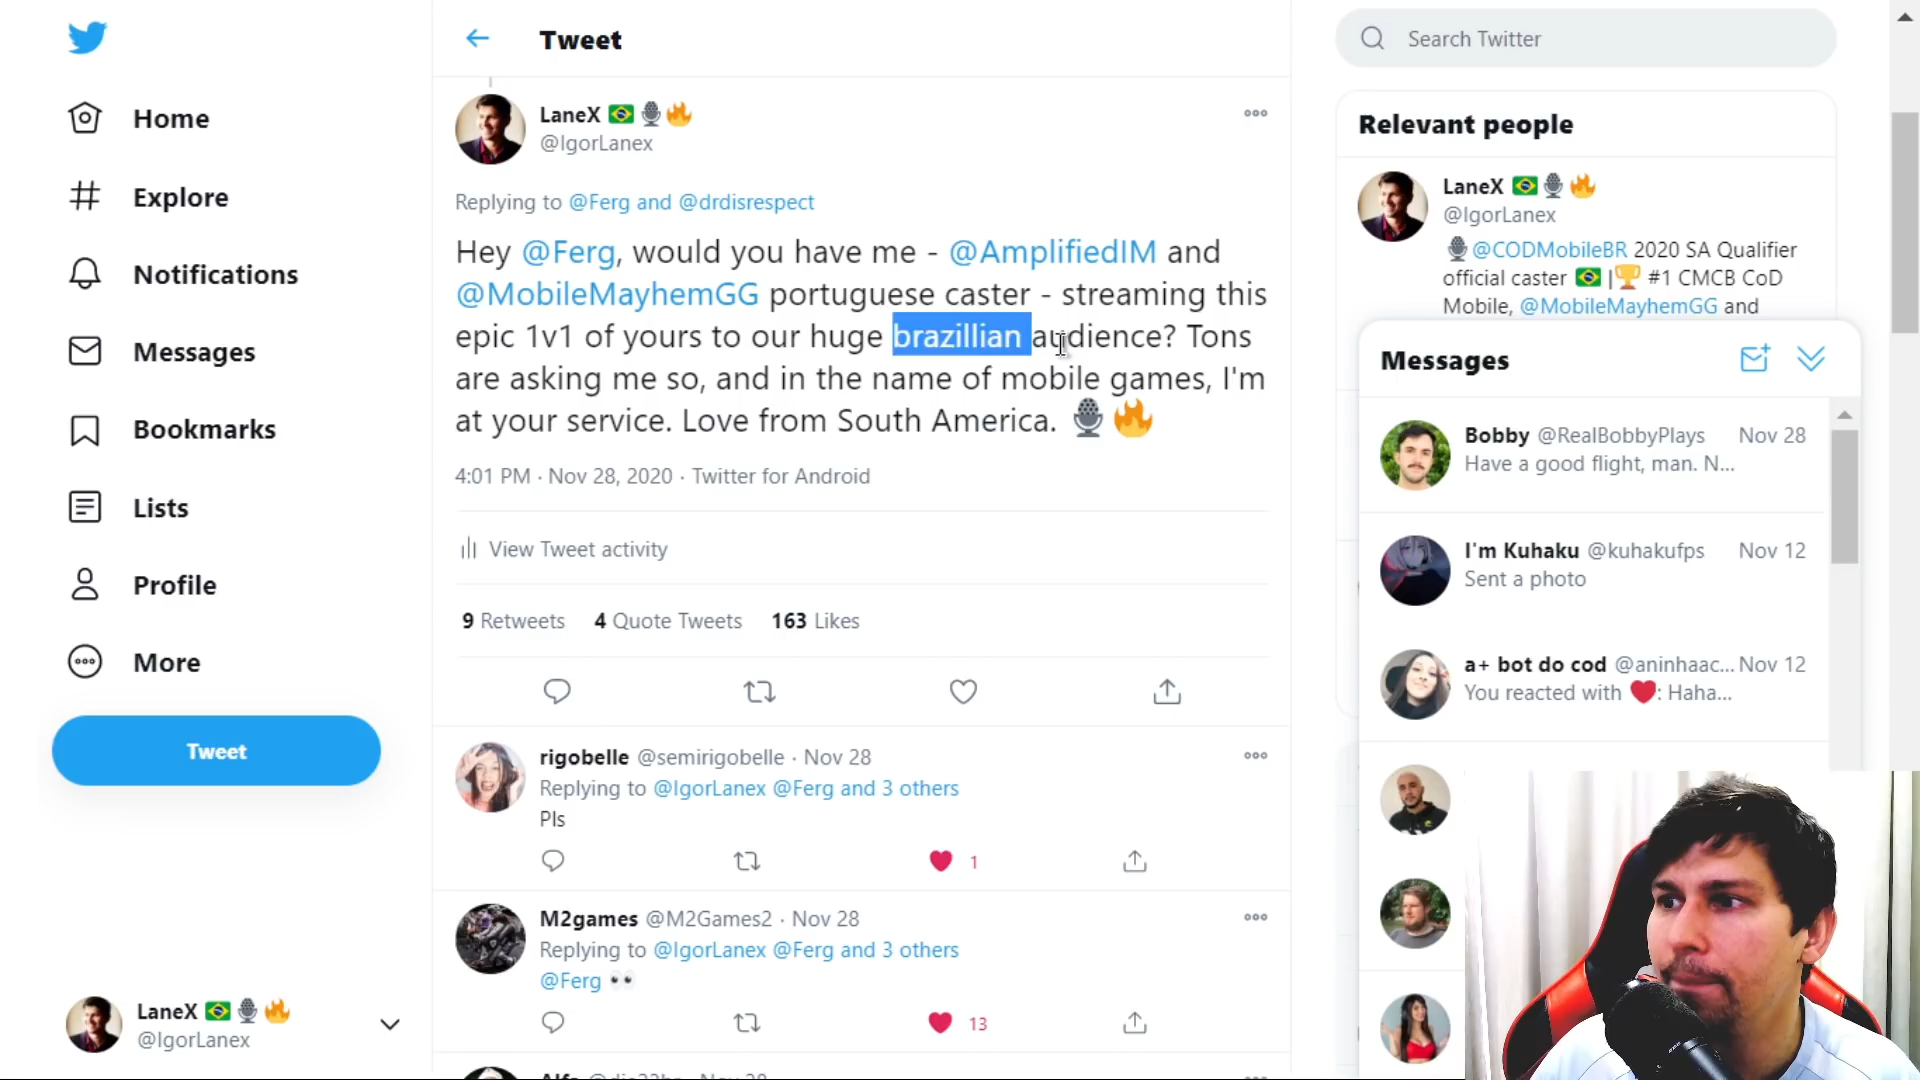 Home
Explore
Notifications
Messages
Bookmarks
Lists
Profile
More
Tweet
LaneX
@IgorLanex
Tweet
LaneX
@IgorLanex
Replying to @Ferg and @drdisrespect
Hey @Ferg, would you have me - @AmplifiedIM and
@MobileMayhemGG portuguese caster - streaming this
epic 1v1 of yours to our huge brazillian audience? Tons
are asking me so, and in the name of mobile games, I'm
at your service. Love from South America.
4:01 PM · Nov 28, 2020 · Twitter for Android
View Tweet activity
9 Retweets 4 Quote Tweets 163 Likes
rigobelle @semirigobelle · Nov 28
Replying to @IgorLanex @Ferg and 3 others
Pls
1
M2games @M2Games2 · Nov 28
Replying to @IgorLanex @Ferg and 3 others
@Ferg 👀
13
Search Twitter
Relevant people
LaneX
@IgorLanex
@CODMobileBR 2020 SA Qualifier
official caster | #1 CMCB CoD
Mobile, @MobileMayhemGG and
Messages
Bobby @RealBobbyPlays Nov 28
Have a good flight, man. N...
I'm Kuhaku @kuhakufps Nov 12
Sent a photo
a+ bot do cod @aninhaac... Nov 12
You reacted with ❤: Haha...